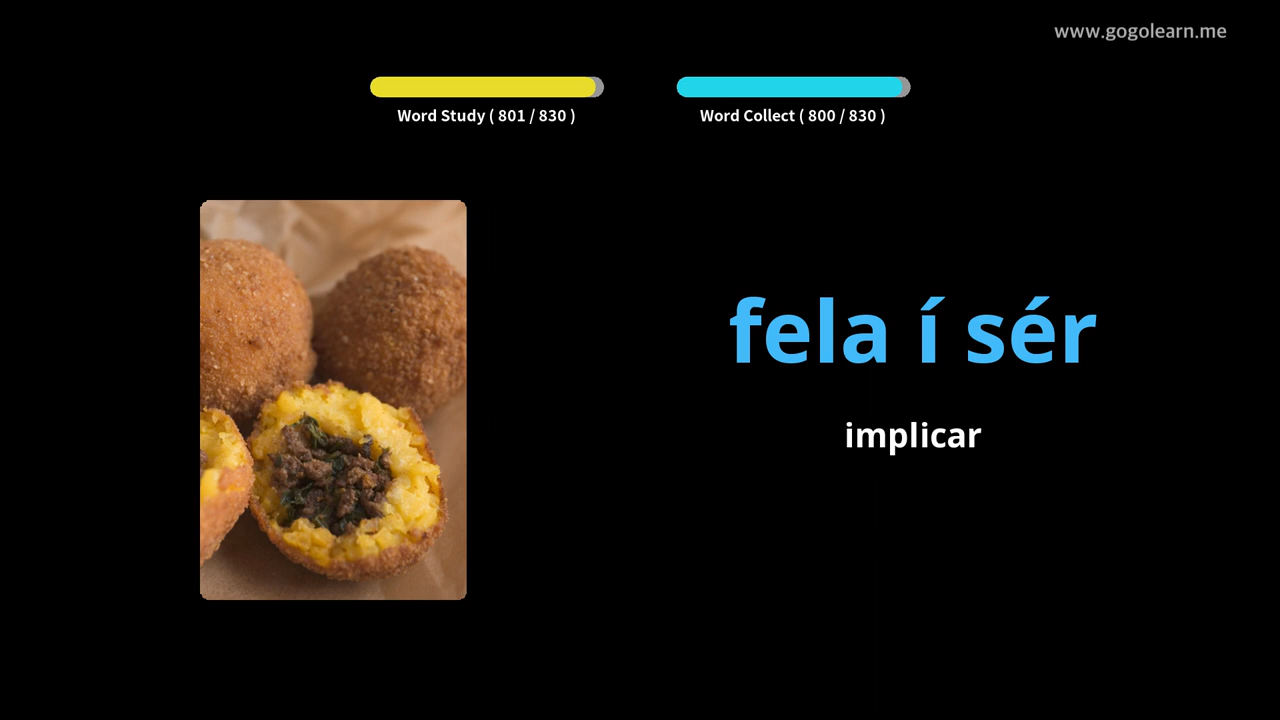 www.gogolearn.me
Word Study ( 801 / 830 )
Word Collect ( 800 / 830 )
fela í sér
implicar